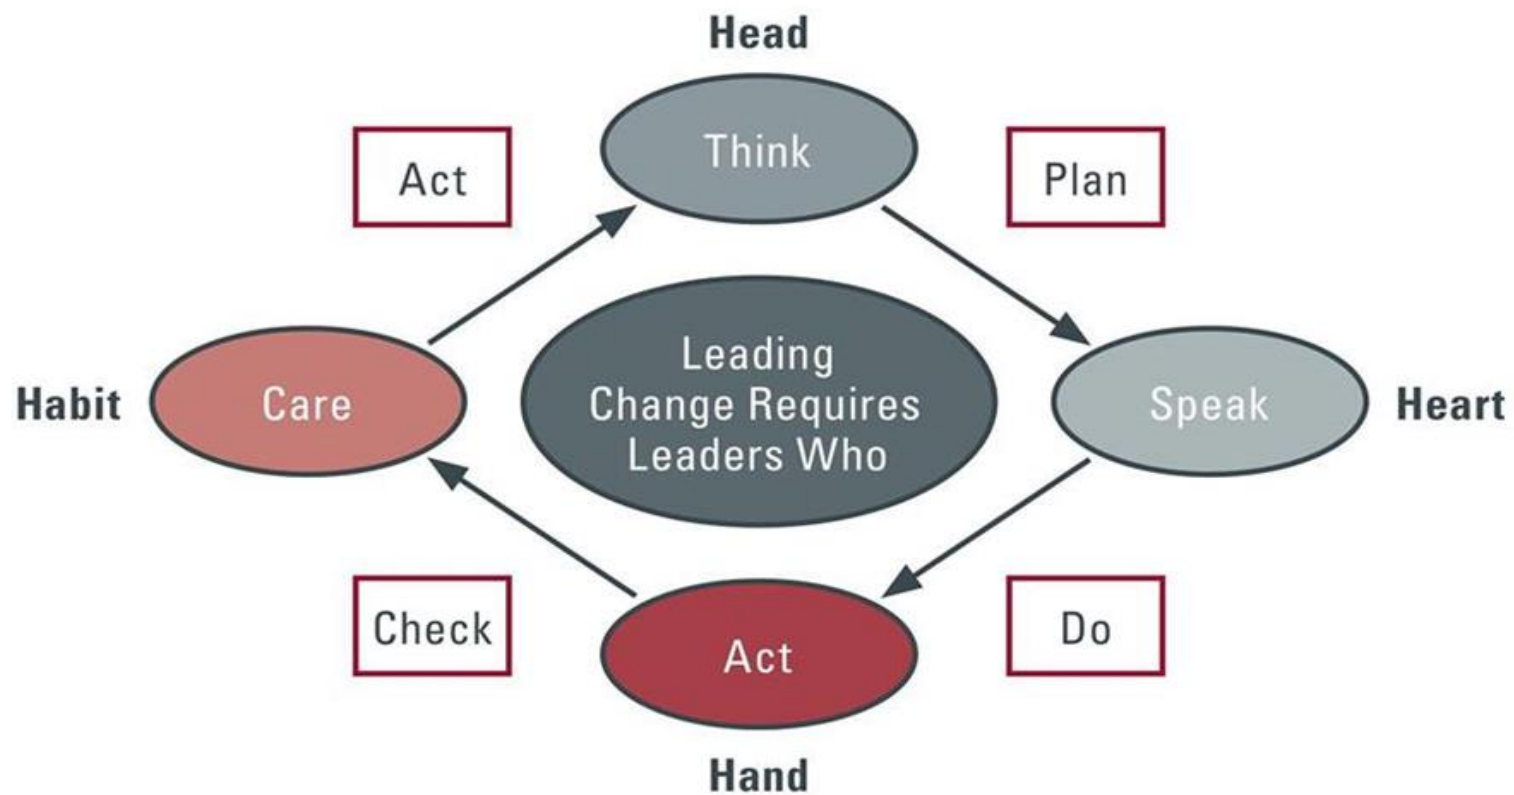 Head
Think
Act
Plan
Leading
Change Requires
Leaders Who
Habit
Care
Speak
Heart
Check
Do
Act
Hand